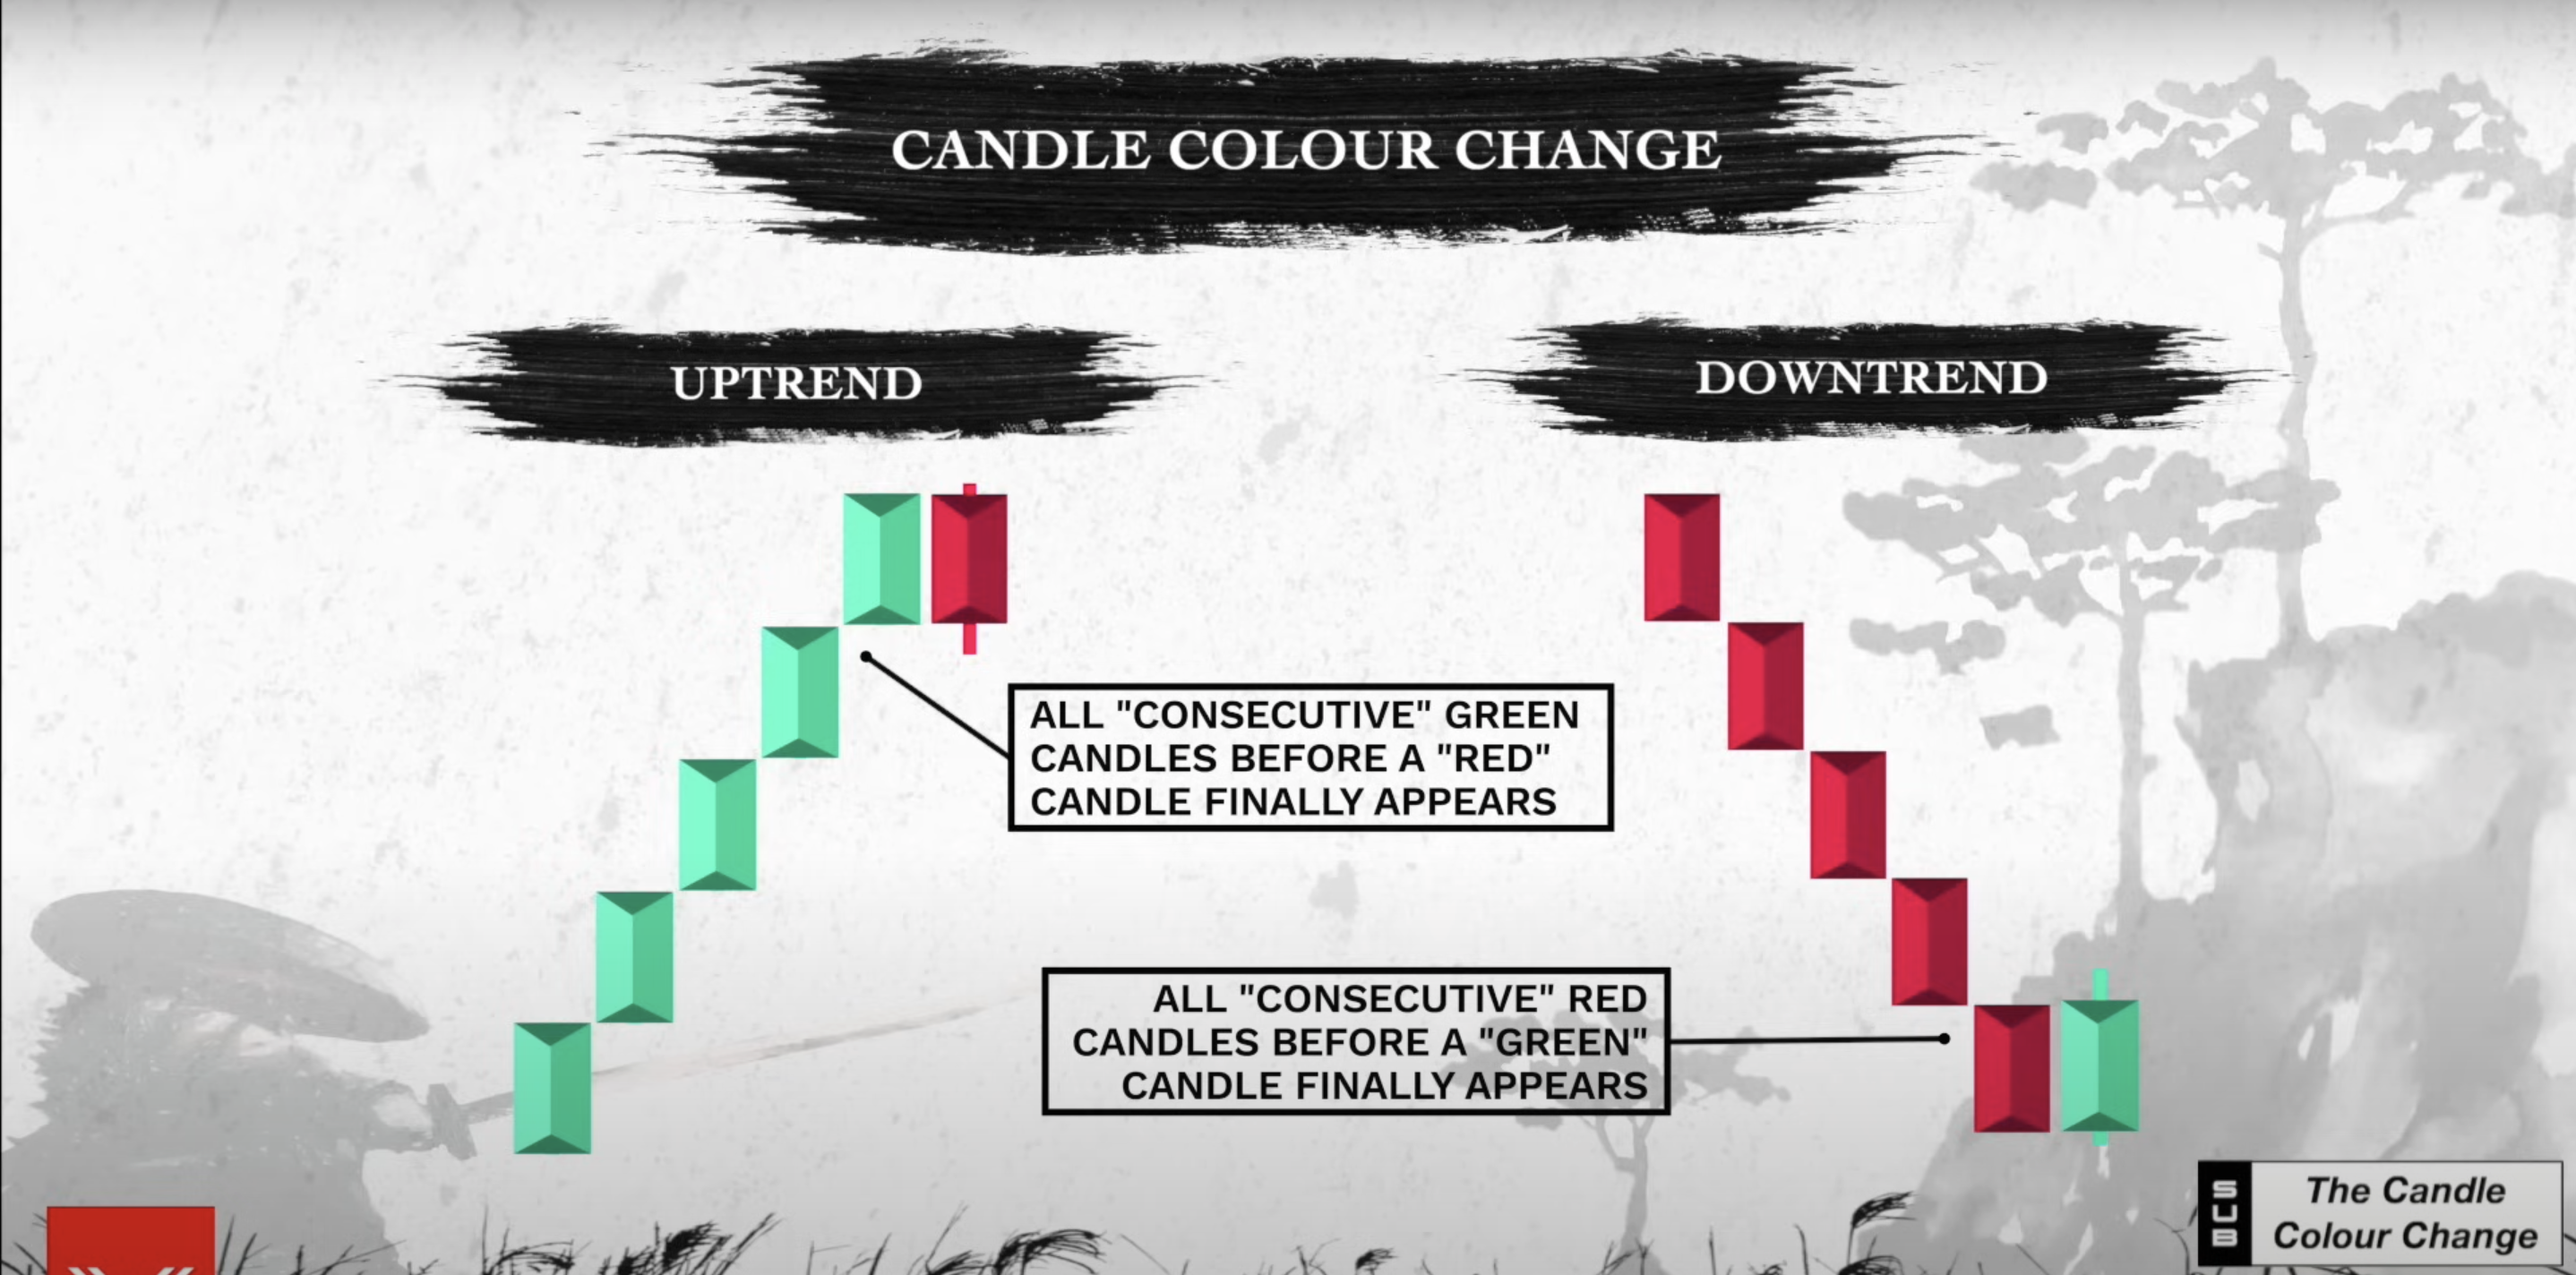 CANDLE COLOUR CHANGE
UPTREND
DOWNTREND
ALL "CONSECUTIVE" GREEN
CANDLES BEFORE A "RED"
CANDLE FINALLY APPEARS
ALL "CONSECUTIVE" RED
CANDLES BEFORE A "GREEN"
CANDLE FINALLY APPEARS
BCS
The Candle
Colour Change